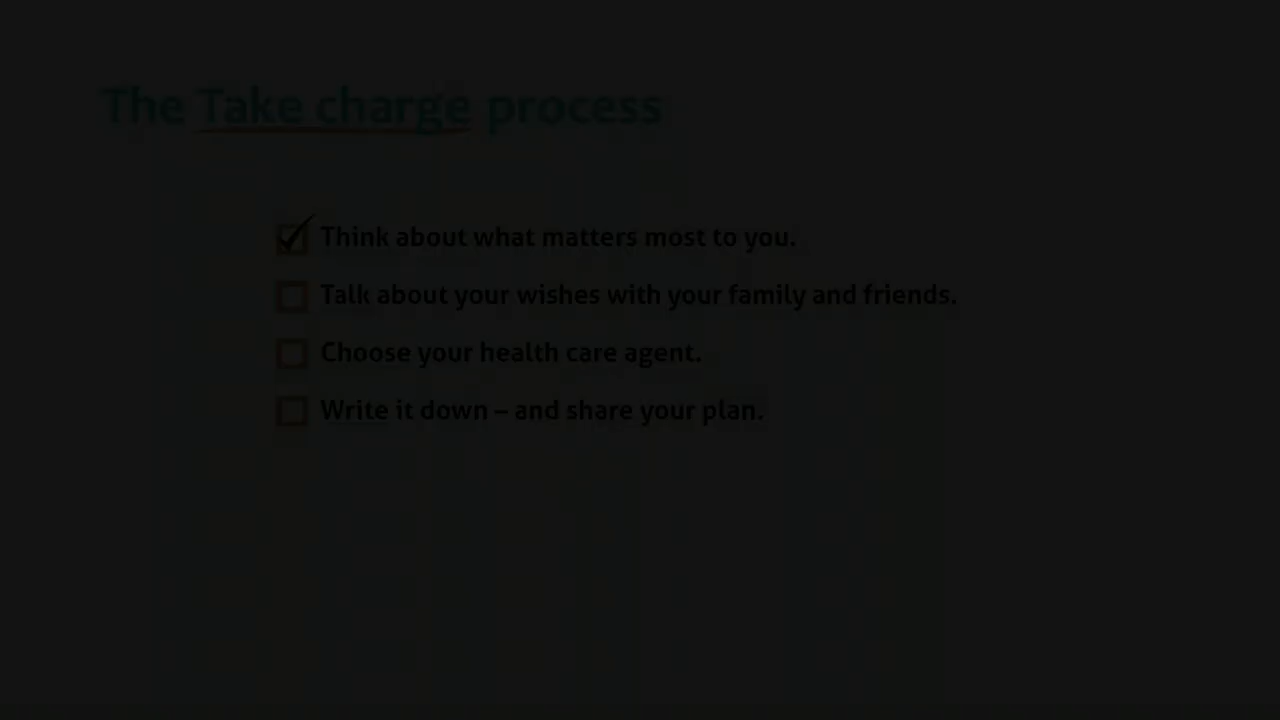 The Take charge process
Think about what matters most to you.
Talk about your wishes with your family and friends.
Choose your health care agent.
Write it down – and share your plan.